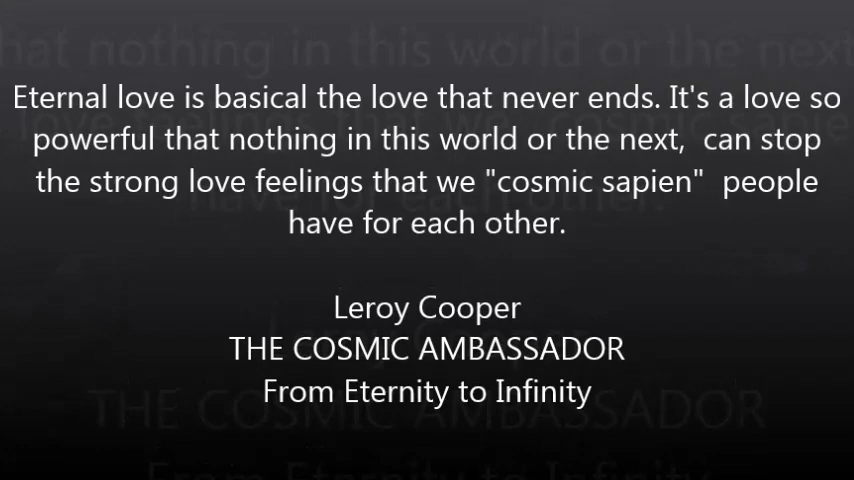 Eternal love is basical the love that never ends. It's a love so
powerful that nothing in this world or the next,  can stop
the strong love feelings that we "cosmic sapien"  people
have for each other.
Leroy Cooper
THE COSMIC AMBASSADOR
From Eternity to Infinity